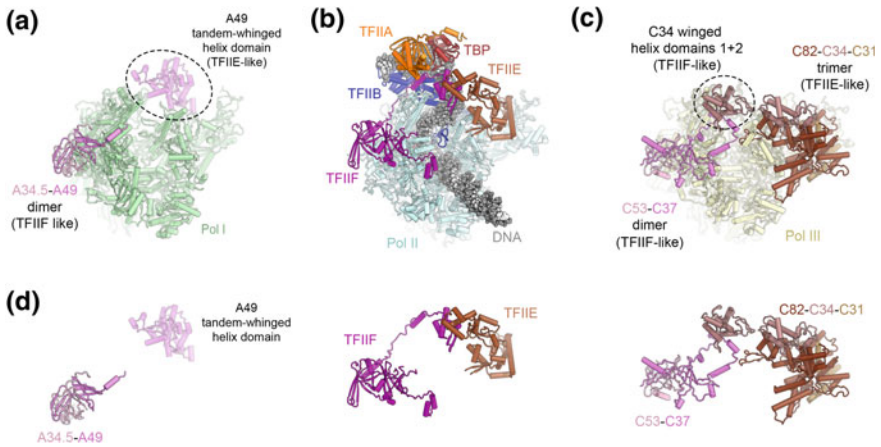 (a)
A49
tandem-whinged
helix domain
(TFIIE-like)
A34.5-A49
dimer
(TFIIF like)
Pol I
(b)
TFIIA
TBP
TFIIE
TFIIB
TFIIF
Pol II
DNA
(c)
C34 winged
helix domains 1+2
(TFIIF-like)
C82-C34-C31
trimer
(TFIIE-like)
C53-C37
dimer
(TFIIF-like)
Pol III
(d)
A49
tandem-whinged
helix domain
A34.5-A49
TFIIF
TFIIE
C82-C34-C31
C53-C37